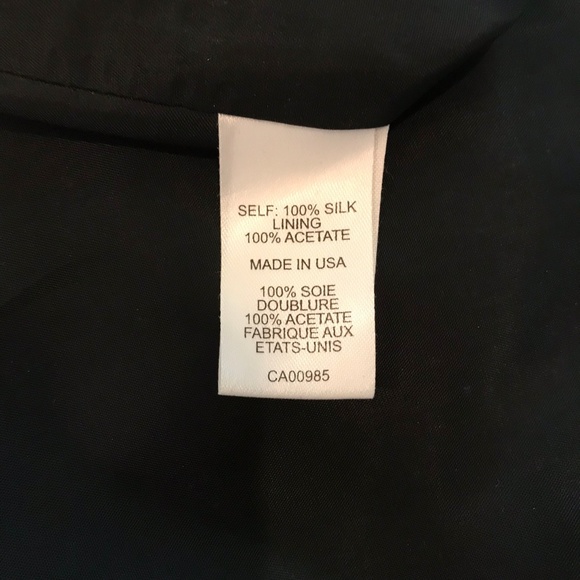 SELF: 100% SILK
LINING
100% ACETATE
MADE IN USA
100% SOIE
DOUBLURE
100% ACETATE
FABRIQUE AUX
ETATS-UNIS
CA00985